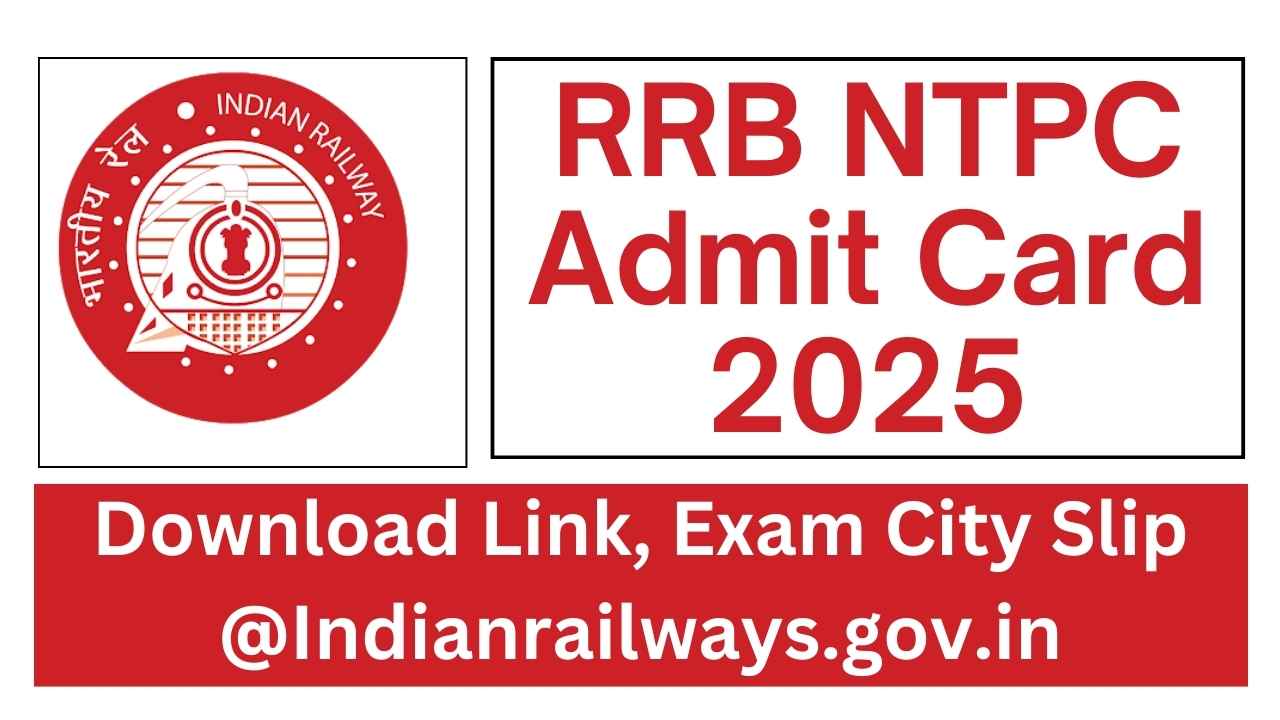 भारतीय रेल
INDIAN RAILWAY
RRB NTPC
Admit Card
2025
Download Link, Exam City Slip
@Indianrailways.gov.in